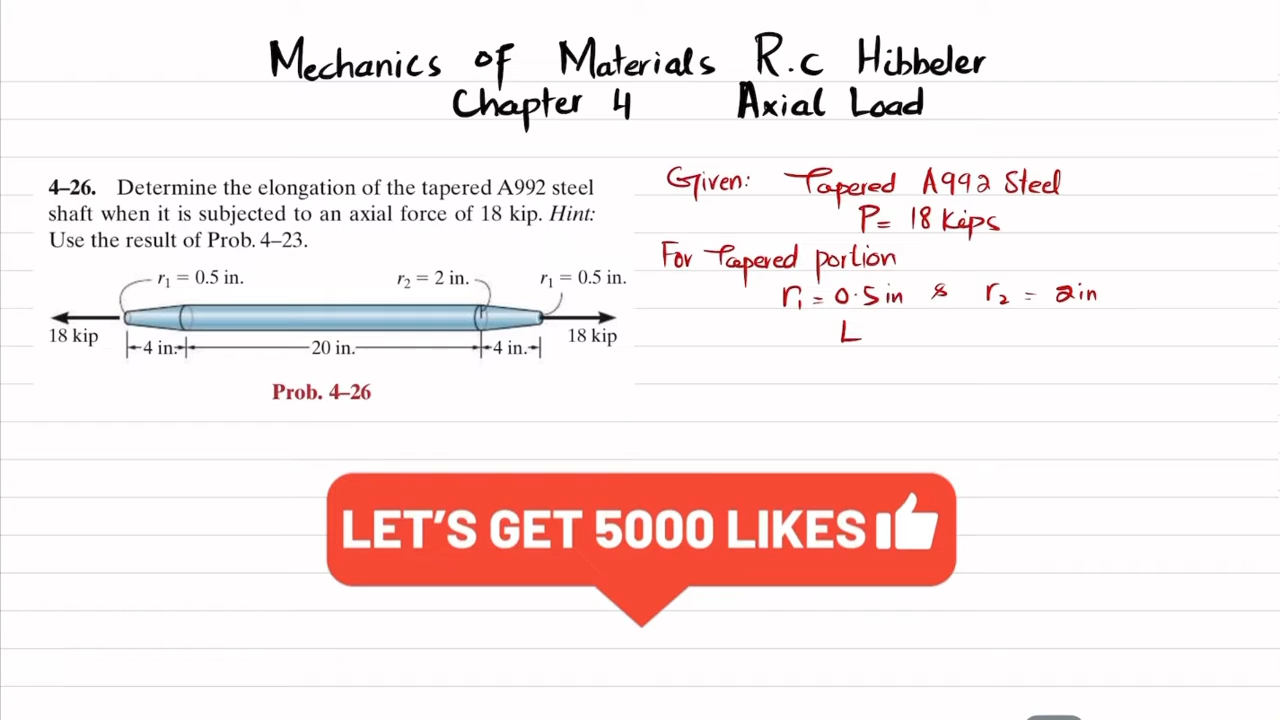 Mechanics of Materials R.C Hibbeler
Chapter 4 Axial Load
4–26. Determine the elongation of the tapered A992 steel
shaft when it is subjected to an axial force of 18 kip. Hint:
Use the result of Prob. 4–23.
r₁ = 0.5 in.
r₂ = 2 in.
r₁ = 0.5 in.
18 kip
4 in.
20 in.
4 in.
18 kip
Prob. 4–26
Given: Tapered A992 Steel
P= 18 Kips
For Tapered portion
r₁ = 0.5in & r₂ = 2in
L
LET'S GET 5000 LIKES